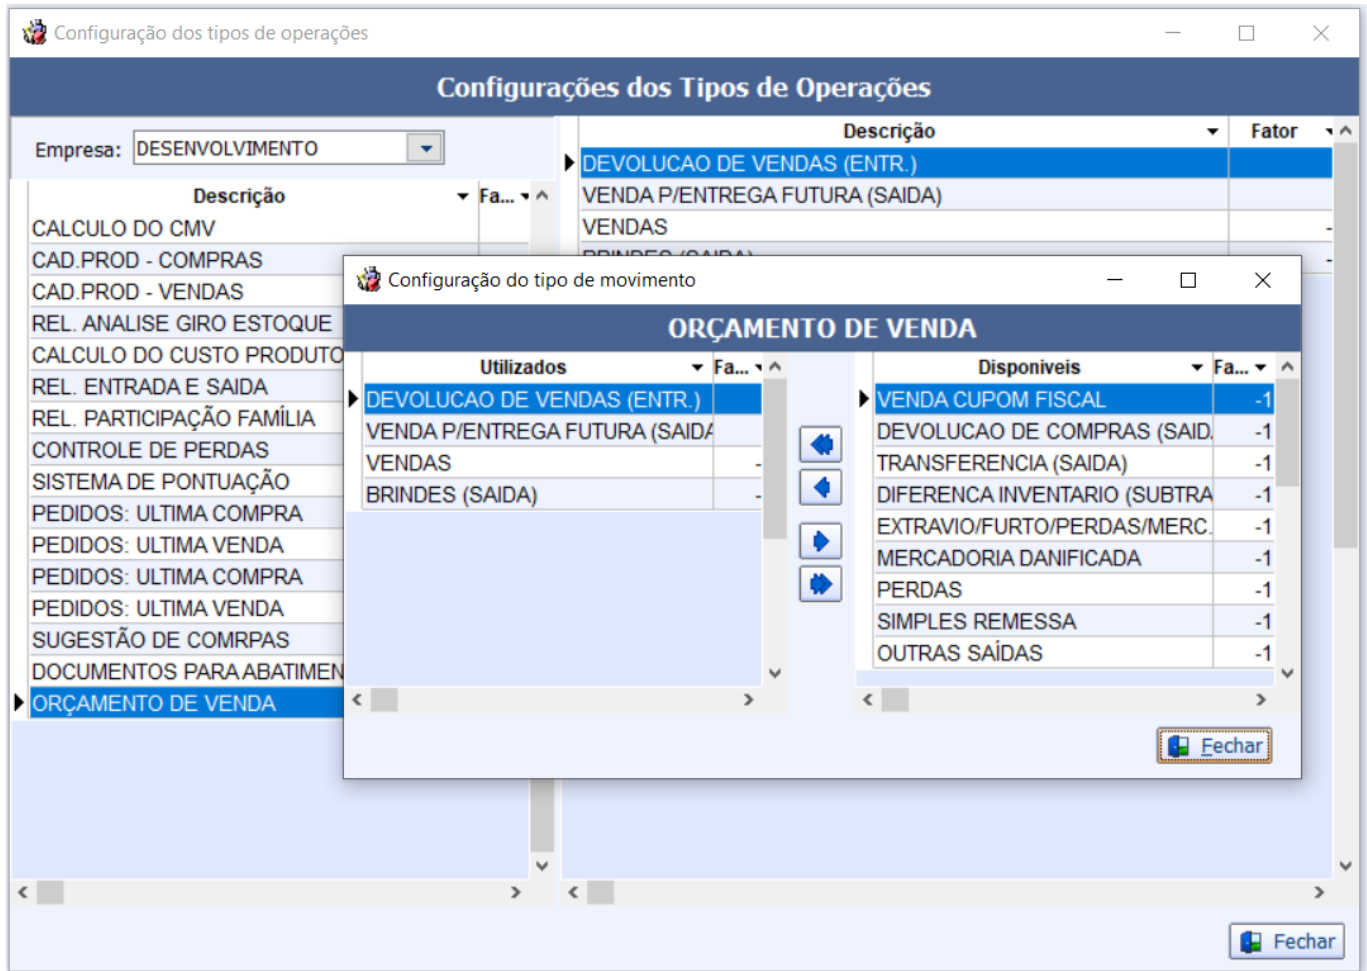 Configuração dos tipos de operações
Configurações dos Tipos de Operações
Empresa: DESENVOLVIMENTO
Descrição Fa...
CALCULO DO CMV
CAD.PROD - COMPRAS
CAD.PROD - VENDAS
REL. ANALISE GIRO ESTOQUE
CALCULO DO CUSTO PRODUTO
REL. ENTRADA E SAIDA
REL. PARTICIPAÇÃO FAMÍLIA
CONTROLE DE PERDAS
SISTEMA DE PONTUAÇÃO
PEDIDOS: ULTIMA COMPRA
PEDIDOS: ULTIMA VENDA
PEDIDOS: ULTIMA COMPRA
PEDIDOS: ULTIMA VENDA
SUGESTÃO DE COMRPAS
DOCUMENTOS PARA ABATIMEN
ORÇAMENTO DE VENDA
Descrição Fator
DEVOLUCAO DE VENDAS (ENTR.)
VENDA P/ENTREGA FUTURA (SAIDA)
VENDAS -
BRINDES (SAIDA) -
Configuração do tipo de movimento
ORÇAMENTO DE VENDA
Utilizados Fa...
DEVOLUCAO DE VENDAS (ENTR.)
VENDA P/ENTREGA FUTURA (SAIDA
VENDAS -
BRINDES (SAIDA) -
Disponiveis Fa...
VENDA CUPOM FISCAL -1
DEVOLUCAO DE COMPRAS (SAID. -1
TRANSFERENCIA (SAIDA) -1
DIFERENCA INVENTARIO (SUBTRA -1
EXTRAVIO/FURTO/PERDAS/MERC. -1
MERCADORIA DANIFICADA -1
PERDAS -1
SIMPLES REMESSA -1
OUTRAS SAÍDAS -1
Fechar
Fechar